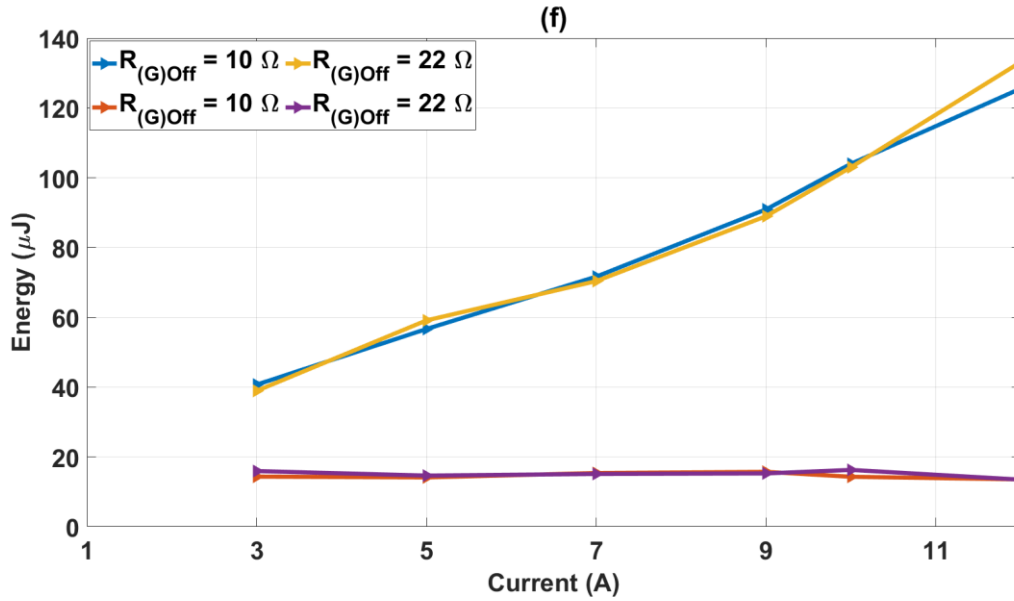 (f)
140
120
100
80
60
40
20
0
Energy (μJ)
R(G)Off = 10 Ω R(G)Off = 22 Ω
R(G)Off = 10 Ω R(G)Off = 22 Ω
1 3 5 7 9 11
Current (A)